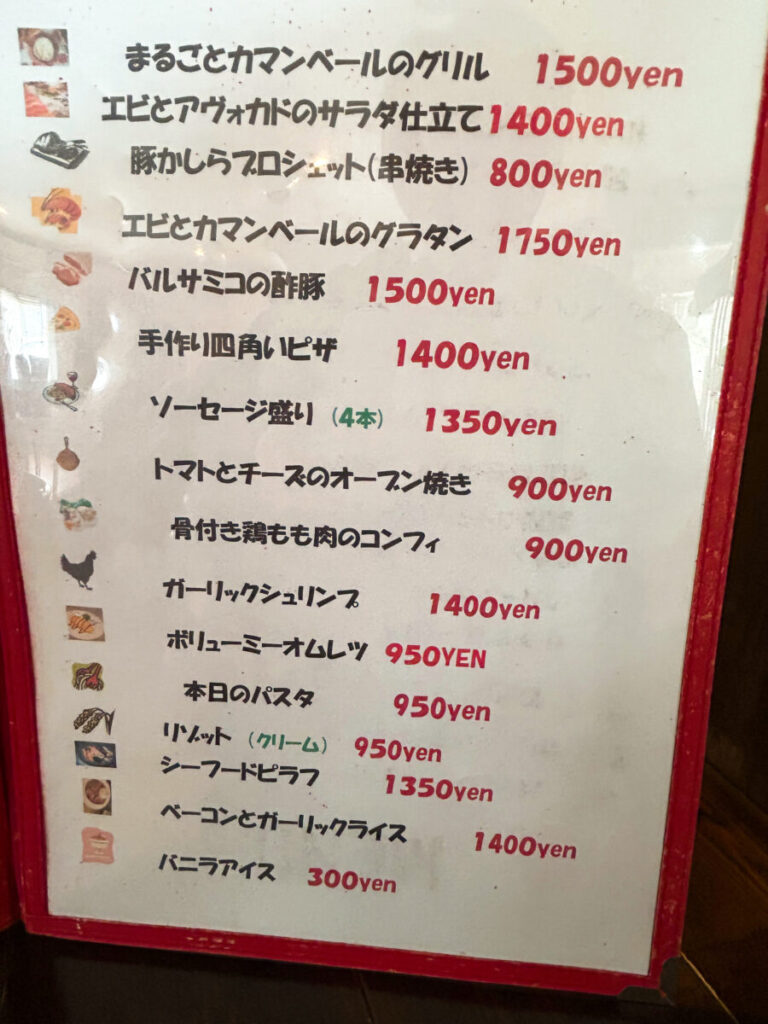 まるごとカマンベールのグリル 1500yen
エビとアヴォカドのサラダ仕立て 1400yen
豚かしらブロシェット(串焼き) 800yen
エビとカマンベールのグラタン 1750yen
バルサミコの酢豚 1500yen
手作り四角いピザ 1400yen
ソーセージ盛り (4本) 1350yen
トマトとチーズのオーブン焼き 900yen
骨付き鶏もも肉のコンフィ 900yen
ガーリックシュリンプ 1400yen
ボリューミーオムレツ 950YEN
本日のパスタ 950yen
リゾット (クリーム) 950yen
シーフードピラフ 1350yen
ベーコンとガーリックライス 1400yen
バニラアイス 300yen